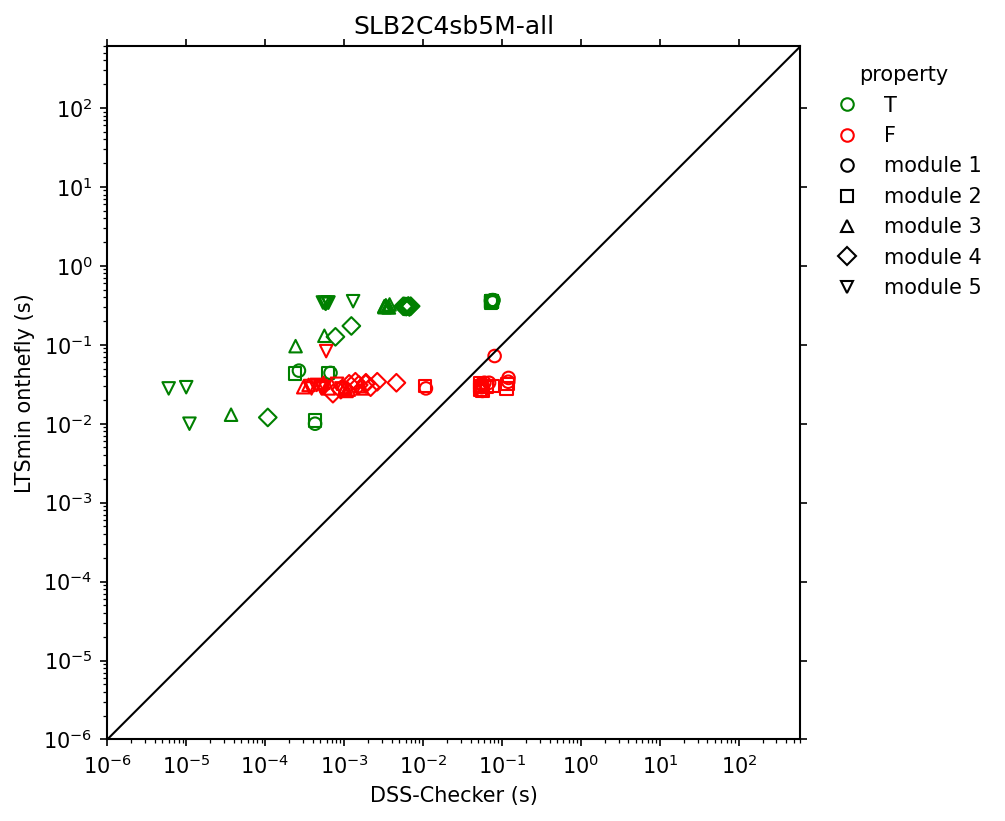 SLB2C4sb5M-all
LTSmin onthefly (s)
10²
10¹
10⁰
10⁻¹
10⁻²
10⁻³
10⁻⁴
10⁻⁵
10⁻⁶
10⁻⁶ 10⁻⁵ 10⁻⁴ 10⁻³ 10⁻² 10⁻¹ 10⁰ 10¹ 10²
DSS-Checker (s)
property
T
F
module 1
module 2
module 3
module 4
module 5